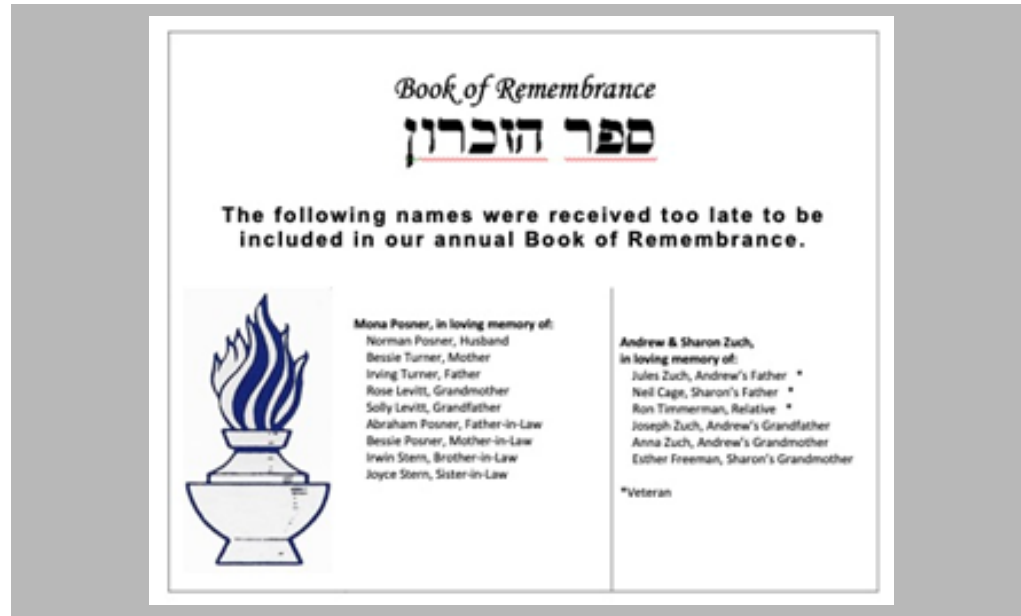 Book of Remembrance
ספר הזכרון
The following names were received too late to be
included in our annual Book of Remembrance.
Mona Posner, in loving memory of:
Norman Posner, Husband
Bessie Turner, Mother
Irving Turner, Father
Rose Levitt, Grandmother
Solly Levitt, Grandfather
Abraham Posner, Father-in-Law
Bessie Posner, Mother-in-Law
Irwin Stern, Brother-in-Law
Joyce Stern, Sister-in-Law
Andrew & Sharon Zuch,
in loving memory of:
Jules Zuch, Andrew's Father *
Neil Cage, Sharon's Father *
Ron Timmerman, Relative *
Joseph Zuch, Andrew's Grandfather
Anna Zuch, Andrew's Grandmother
Esther Freeman, Sharon's Grandmother
*Veteran